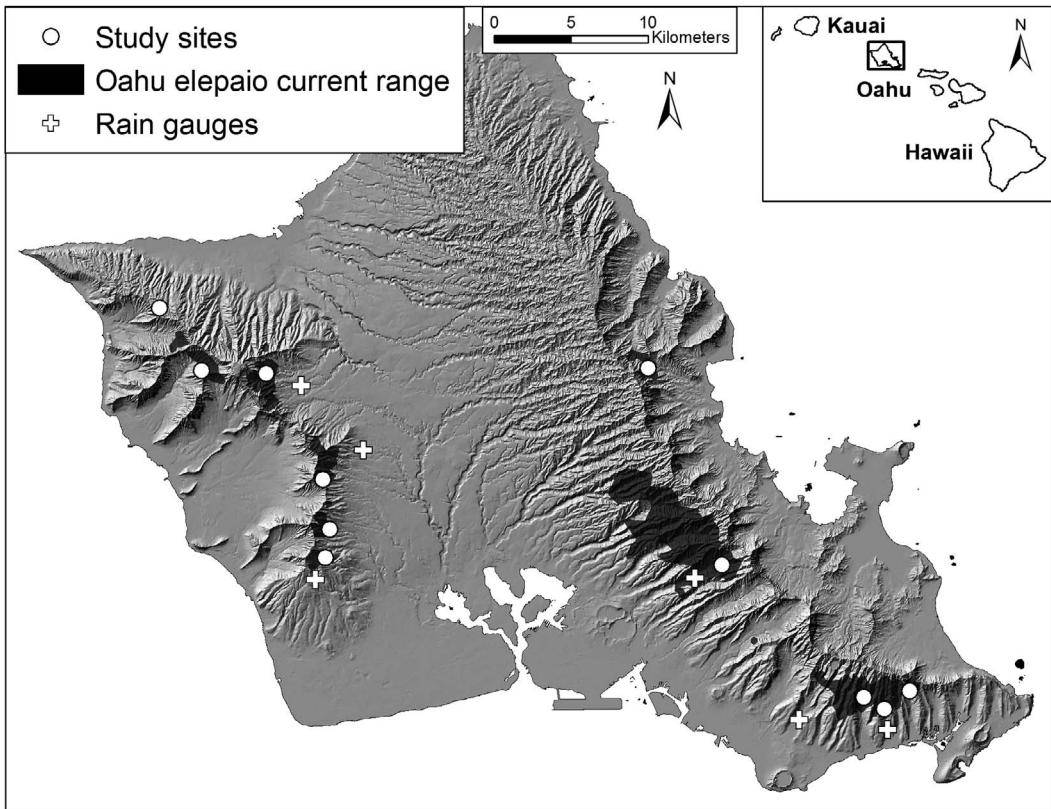 Study sites
Oahu elepaio current range
Rain gauges
0 5 10
Kilometers
N
Kauai
N
Oahu
Hawaii